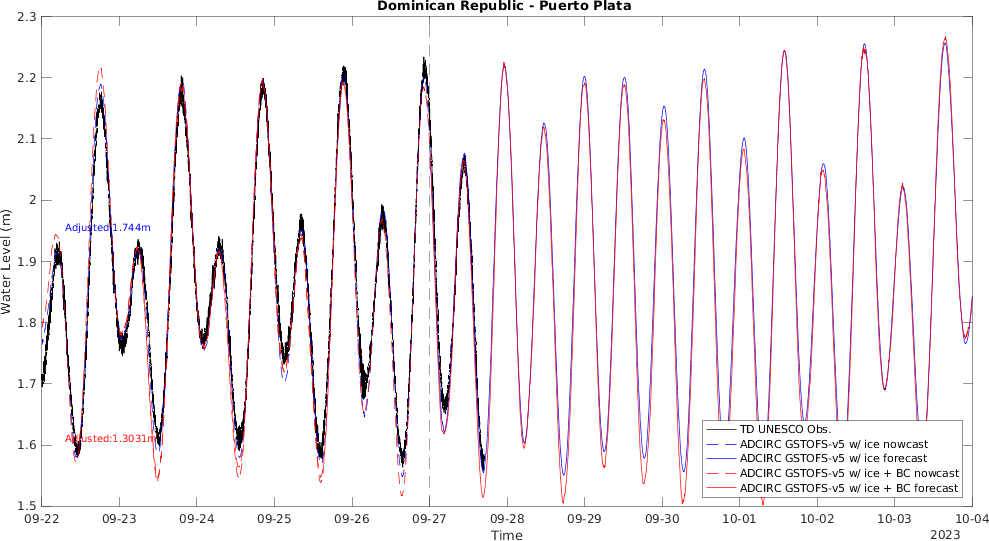 Dominican Republic - Puerto Plata
Water Level (m)
2.3
2.2
2.1
2
1.9
1.8
1.7
1.6
1.5
Adjusted:1.744m
Adjusted:1.3031m
TD UNESCO Obs.
ADCIRC GSTOFS-v5 w/ ice nowcast
ADCIRC GSTOFS-v5 w/ ice forecast
ADCIRC GSTOFS-v5 w/ ice + BC nowcast
ADCIRC GSTOFS-v5 w/ ice + BC forecast
09-22 09-23 09-24 09-25 09-26 09-27 09-28 09-29 09-30 10-01 10-02 10-03 10-04
Time
2023